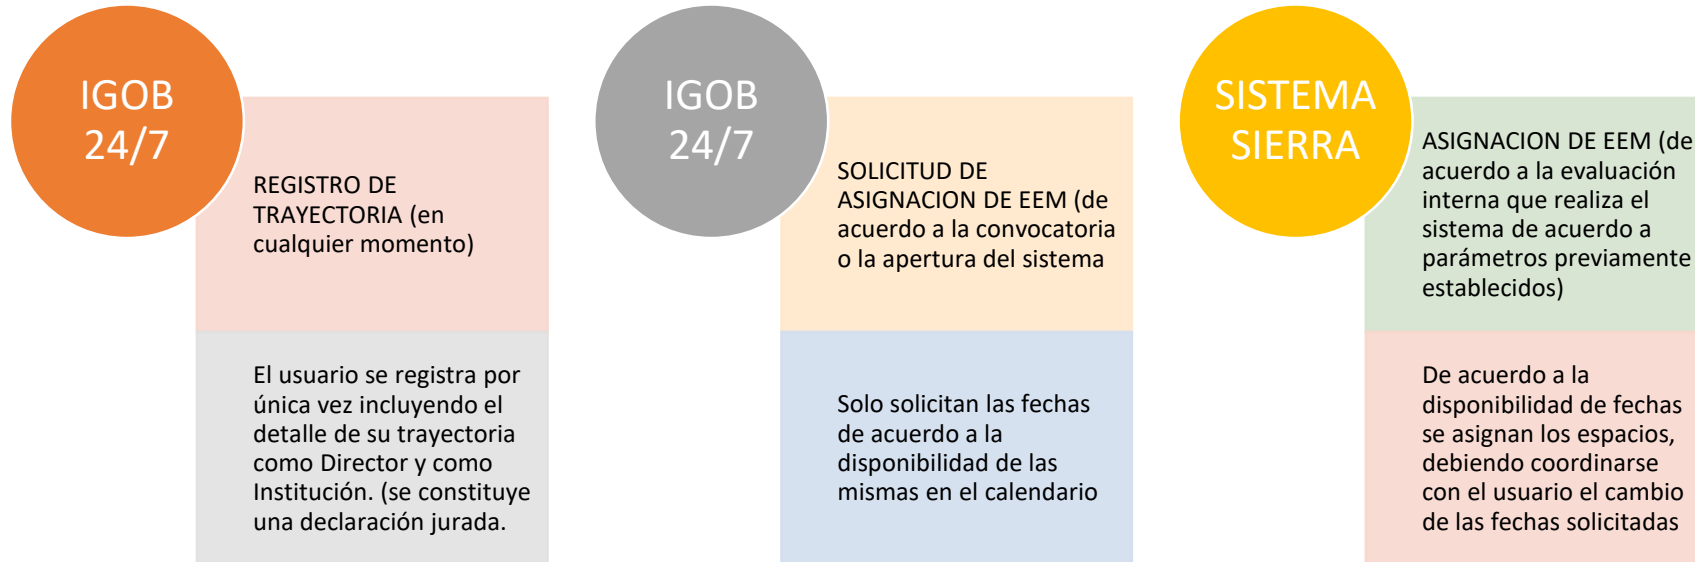 IGOB
24/7
REGISTRO DE
TRAYECTORIA (en
cualquier momento)
El usuario se registra por
única vez incluyendo el
detalle de su trayectoria
como Director y como
Institución. (se constituye
una declaración jurada.
IGOB
24/7
SOLICITUD DE
ASIGNACION DE EEM (de
acuerdo a la convocatoria
o la apertura del sistema
Solo solicitan las fechas
de acuerdo a la
disponibilidad de las
mismas en el calendario
SISTEMA
SIERRA
ASIGNACION DE EEM (de
acuerdo a la evaluación
interna que realiza el
sistema de acuerdo a
parámetros previamente
establecidos)
De acuerdo a la
disponibilidad de fechas
se asignan los espacios,
debiendo coordinarse
con el usuario el cambio
de las fechas solicitadas